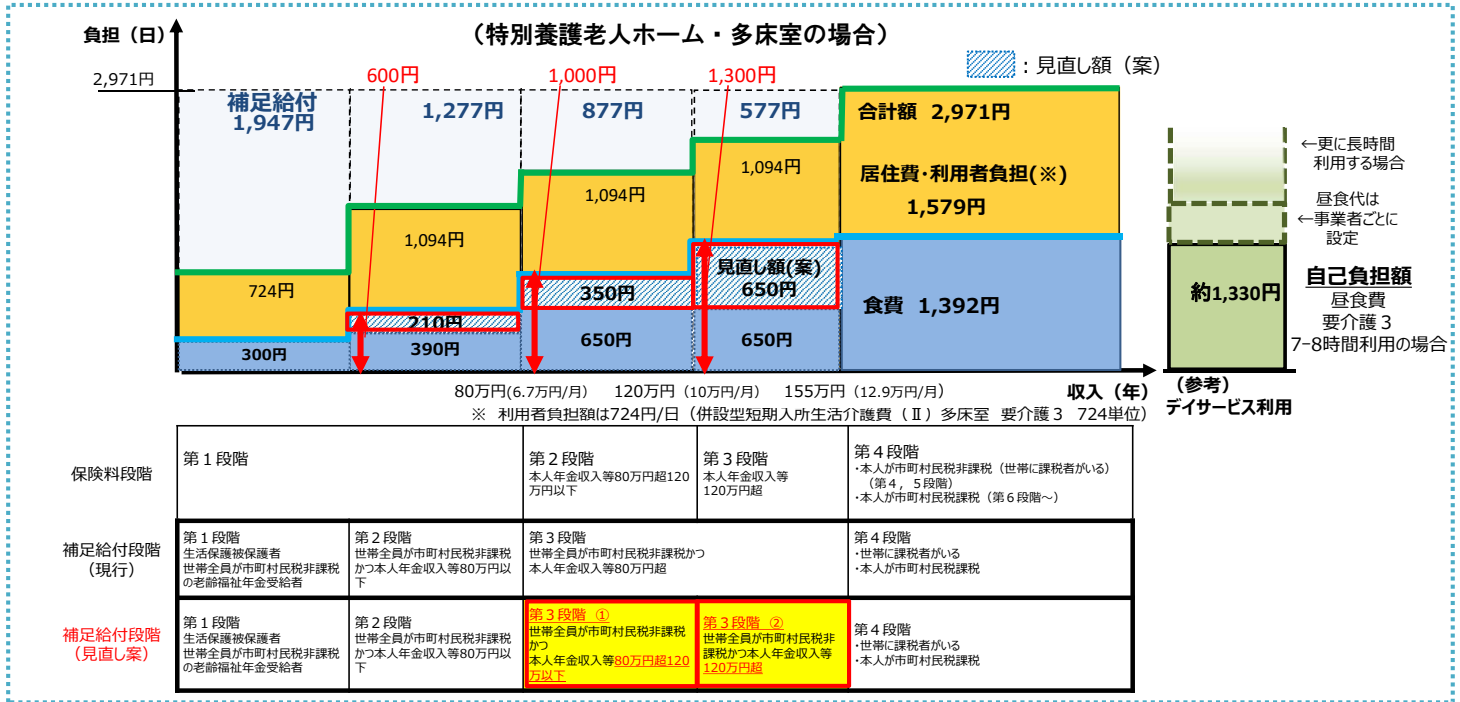 (特別養護老人ホーム・多床室の場合)
負担（日）
2,971円
600円
1,000円
1,300円
：見直し額（案）
補足給付
1,947円
1,277円
877円
577円
合計額 2,971円
居住費・利用者負担(※)
1,579円
724円
1,094円
1,094円
1,094円
見直し額(案)
650円
350円
210円
300円
390円
650円
650円
食費 1,392円
←更に長時間
利用する場合
昼食代は
←事業者ごとに
設定
約1,330円
自己負担額
昼食費
要介護３
7-8時間利用の場合
80万円(6.7万円/月)
120万円（10万円/月）
155万円（12.9万円/月）
収入（年）
（参考）
デイサービス利用
※ 利用者負担額は724円/日（併設型短期入所生活介護費（Ⅱ）多床室 要介護３ 724単位）
保険料段階
第１段階
第２段階
本人年金収入等80万円超120
万円以下
第３段階
本人年金収入等
120万円超
第４段階
・本人が市町村民税非課税（世帯に課税者がいる）
（第４，５段階）
・本人が市町村民税課税（第６段階～）
補足給付段階
（現行）
第１段階
生活保護被保護者
世帯全員が市町村民税非課税
の老齢福祉年金受給者
第２段階
世帯全員が市町村民税非課税
かつ本人年金収入等80万円以
下
第３段階
世帯全員が市町村民税非課税かつ
本人年金収入等80万円超
第４段階
・世帯に課税者がいる
・本人が市町村民税課税
補足給付段階
（見直し案）
第１段階
生活保護被保護者
世帯全員が市町村民税非課税
の老齢福祉年金受給者
第２段階
世帯全員が市町村民税非課税
かつ本人年金収入等80万円以
下
第３段階 ①
世帯全員が市町村民税非課税
かつ
本人年金収入等80万円超120
万以下
第３段階 ②
世帯全員が市町村民税非
課税かつ本人年金収入等
120万円超
第４段階
・世帯に課税者がいる
・本人が市町村民税課税